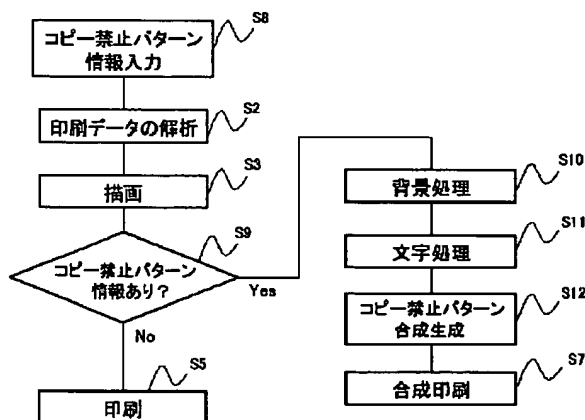 S8
コピー禁止パターン
情報入力
S2
印刷データの解析
S3
描画
S9
コピー禁止パターン
情報あり?
Yes
No
S5
印刷
S10
背景処理
S11
文字処理
S12
コピー禁止パターン
合成生成
S7
合成印刷